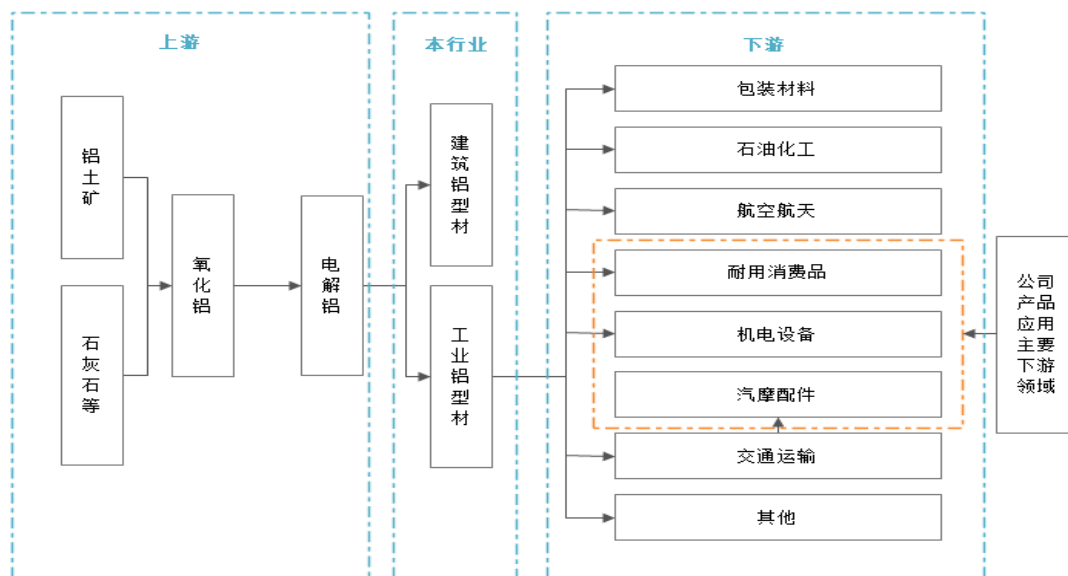 上游
本行业
下游
铝土矿
石灰石等
氧化铝
电解铝
建筑铝型材
工业铝型材
包装材料
石油化工
航空航天
耐用消费品
机电设备
汽摩配件
交通运输
其他
公司
产品
应用
主要
下游
领域